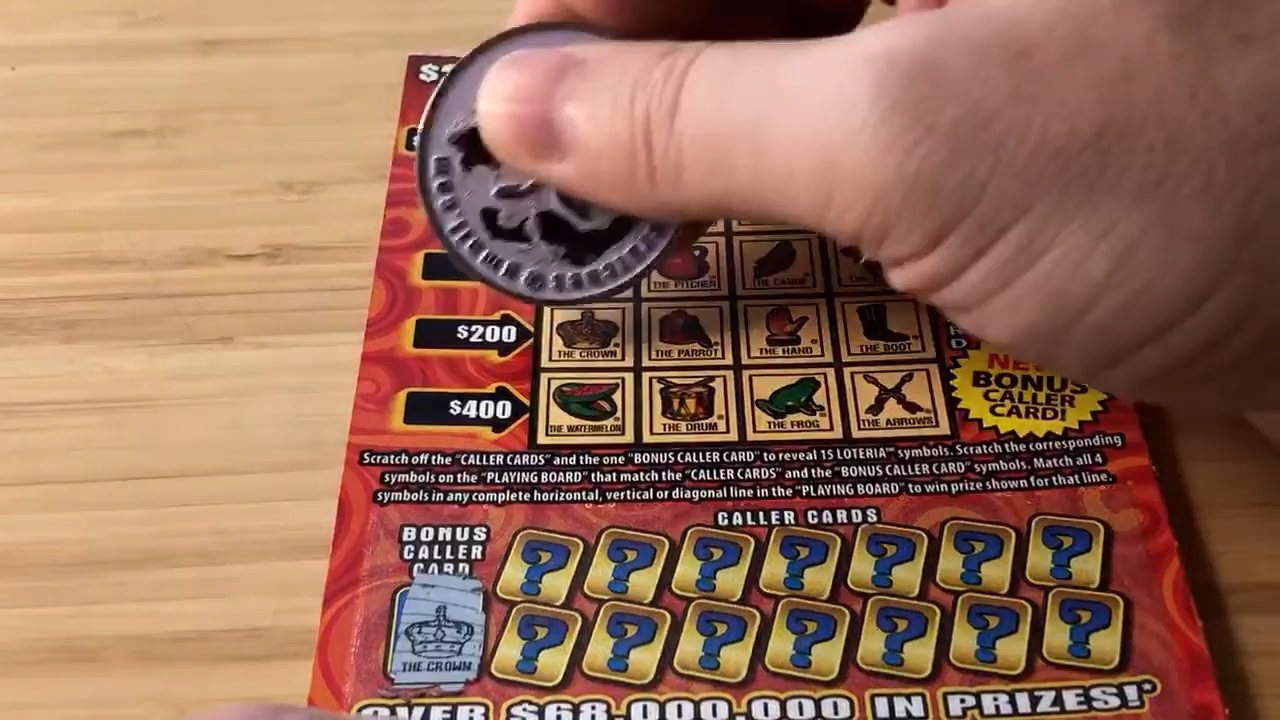 THE PITCHER
$200
THE CROWN
THE PARROT
THE HAND
THE BOOT
$400
THE WATERMELON
THE DRUM
THE FROG
THE ARROWS
BONUS
CALLER
CARD!
Scratch off the "CALLER CARDS" and the one "BONUS CALLER CARD" to reveal 15 LOTERIA™ symbols. Scratch the corresponding
symbols on the "PLAYING BOARD" that match the "CALLER CARDS" and the "BONUS CALLER CARD" symbols. Match all 4
symbols in any complete horizontal, vertical or diagonal line in the "PLAYING BOARD" to win prize shown for that line.
CALLER CARDS
BONUS
CALLER
CARD
? ? ? ? ? ? ?
? ? ? ? ? ? ?
THE CROWN
OVER $68,000,000 IN PRIZES!*